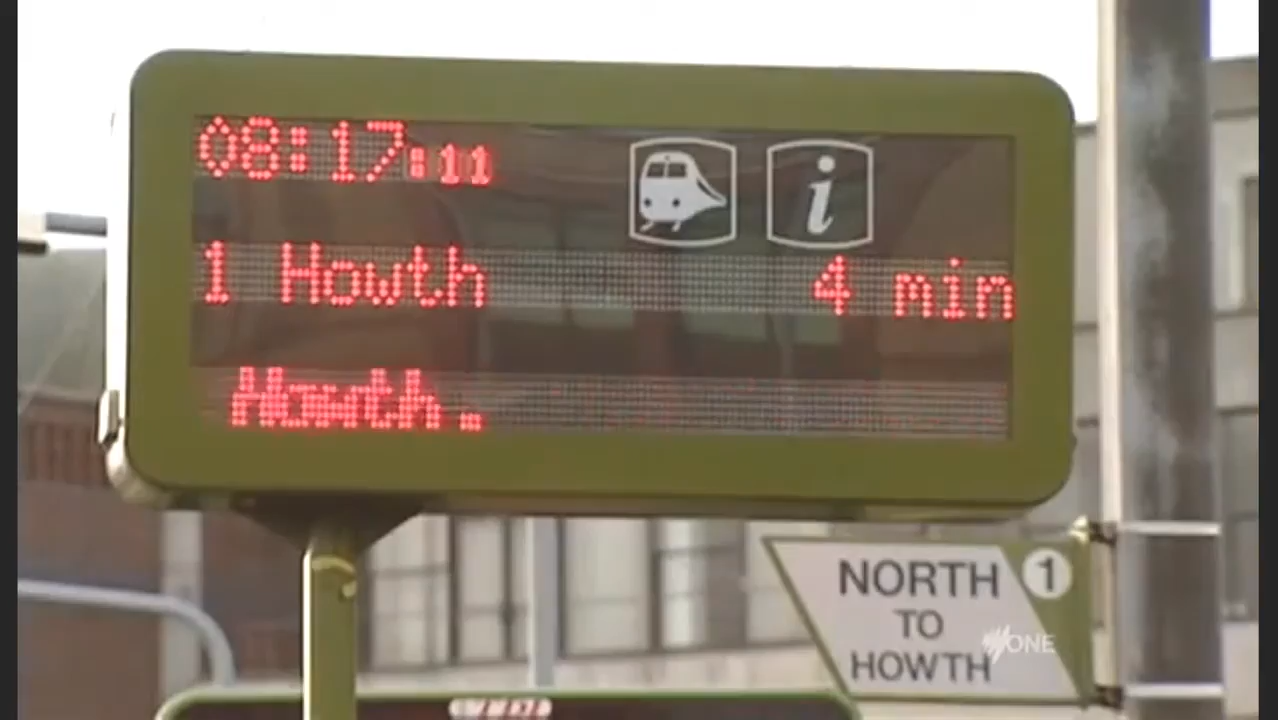 08:17:11
i
1 Howth 4 min
Howth.
NORTH 1
TO
HOWTH
ONE